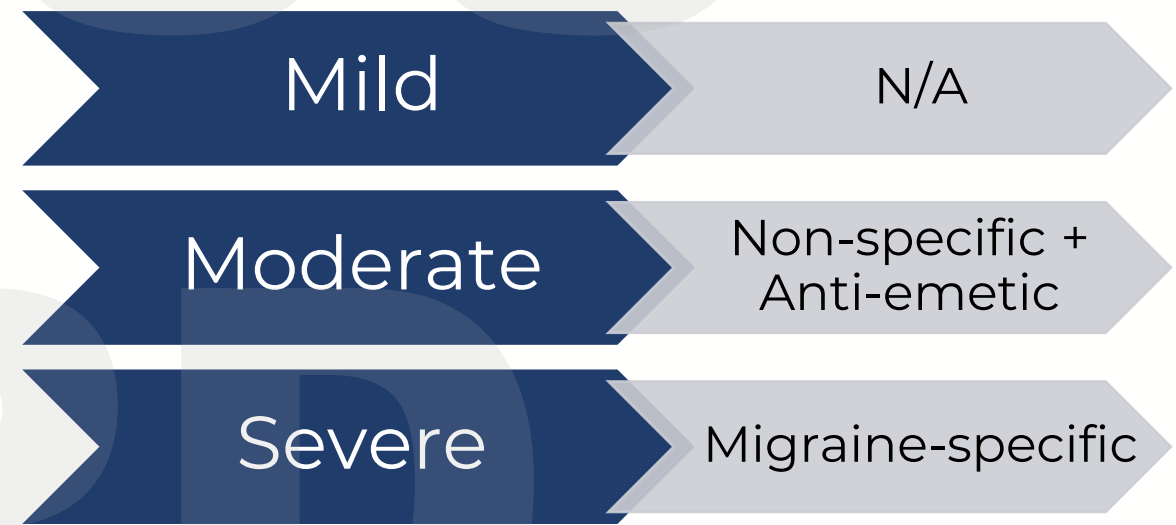 Mild
N/A
Moderate
Non-specific +
Anti-emetic
Severe
Migraine-specific